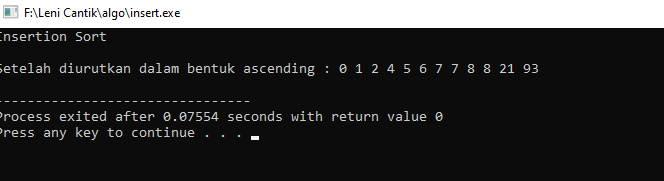 F:\Leni Cantik\algo\insert.exe
Insertion Sort
Setelah diurutkan dalam bentuk ascending : 0 1 2 4 5 6 7 7 8 8 21 93
--------------------------------
Process exited after 0.07554 seconds with return value 0
Press any key to continue . . .